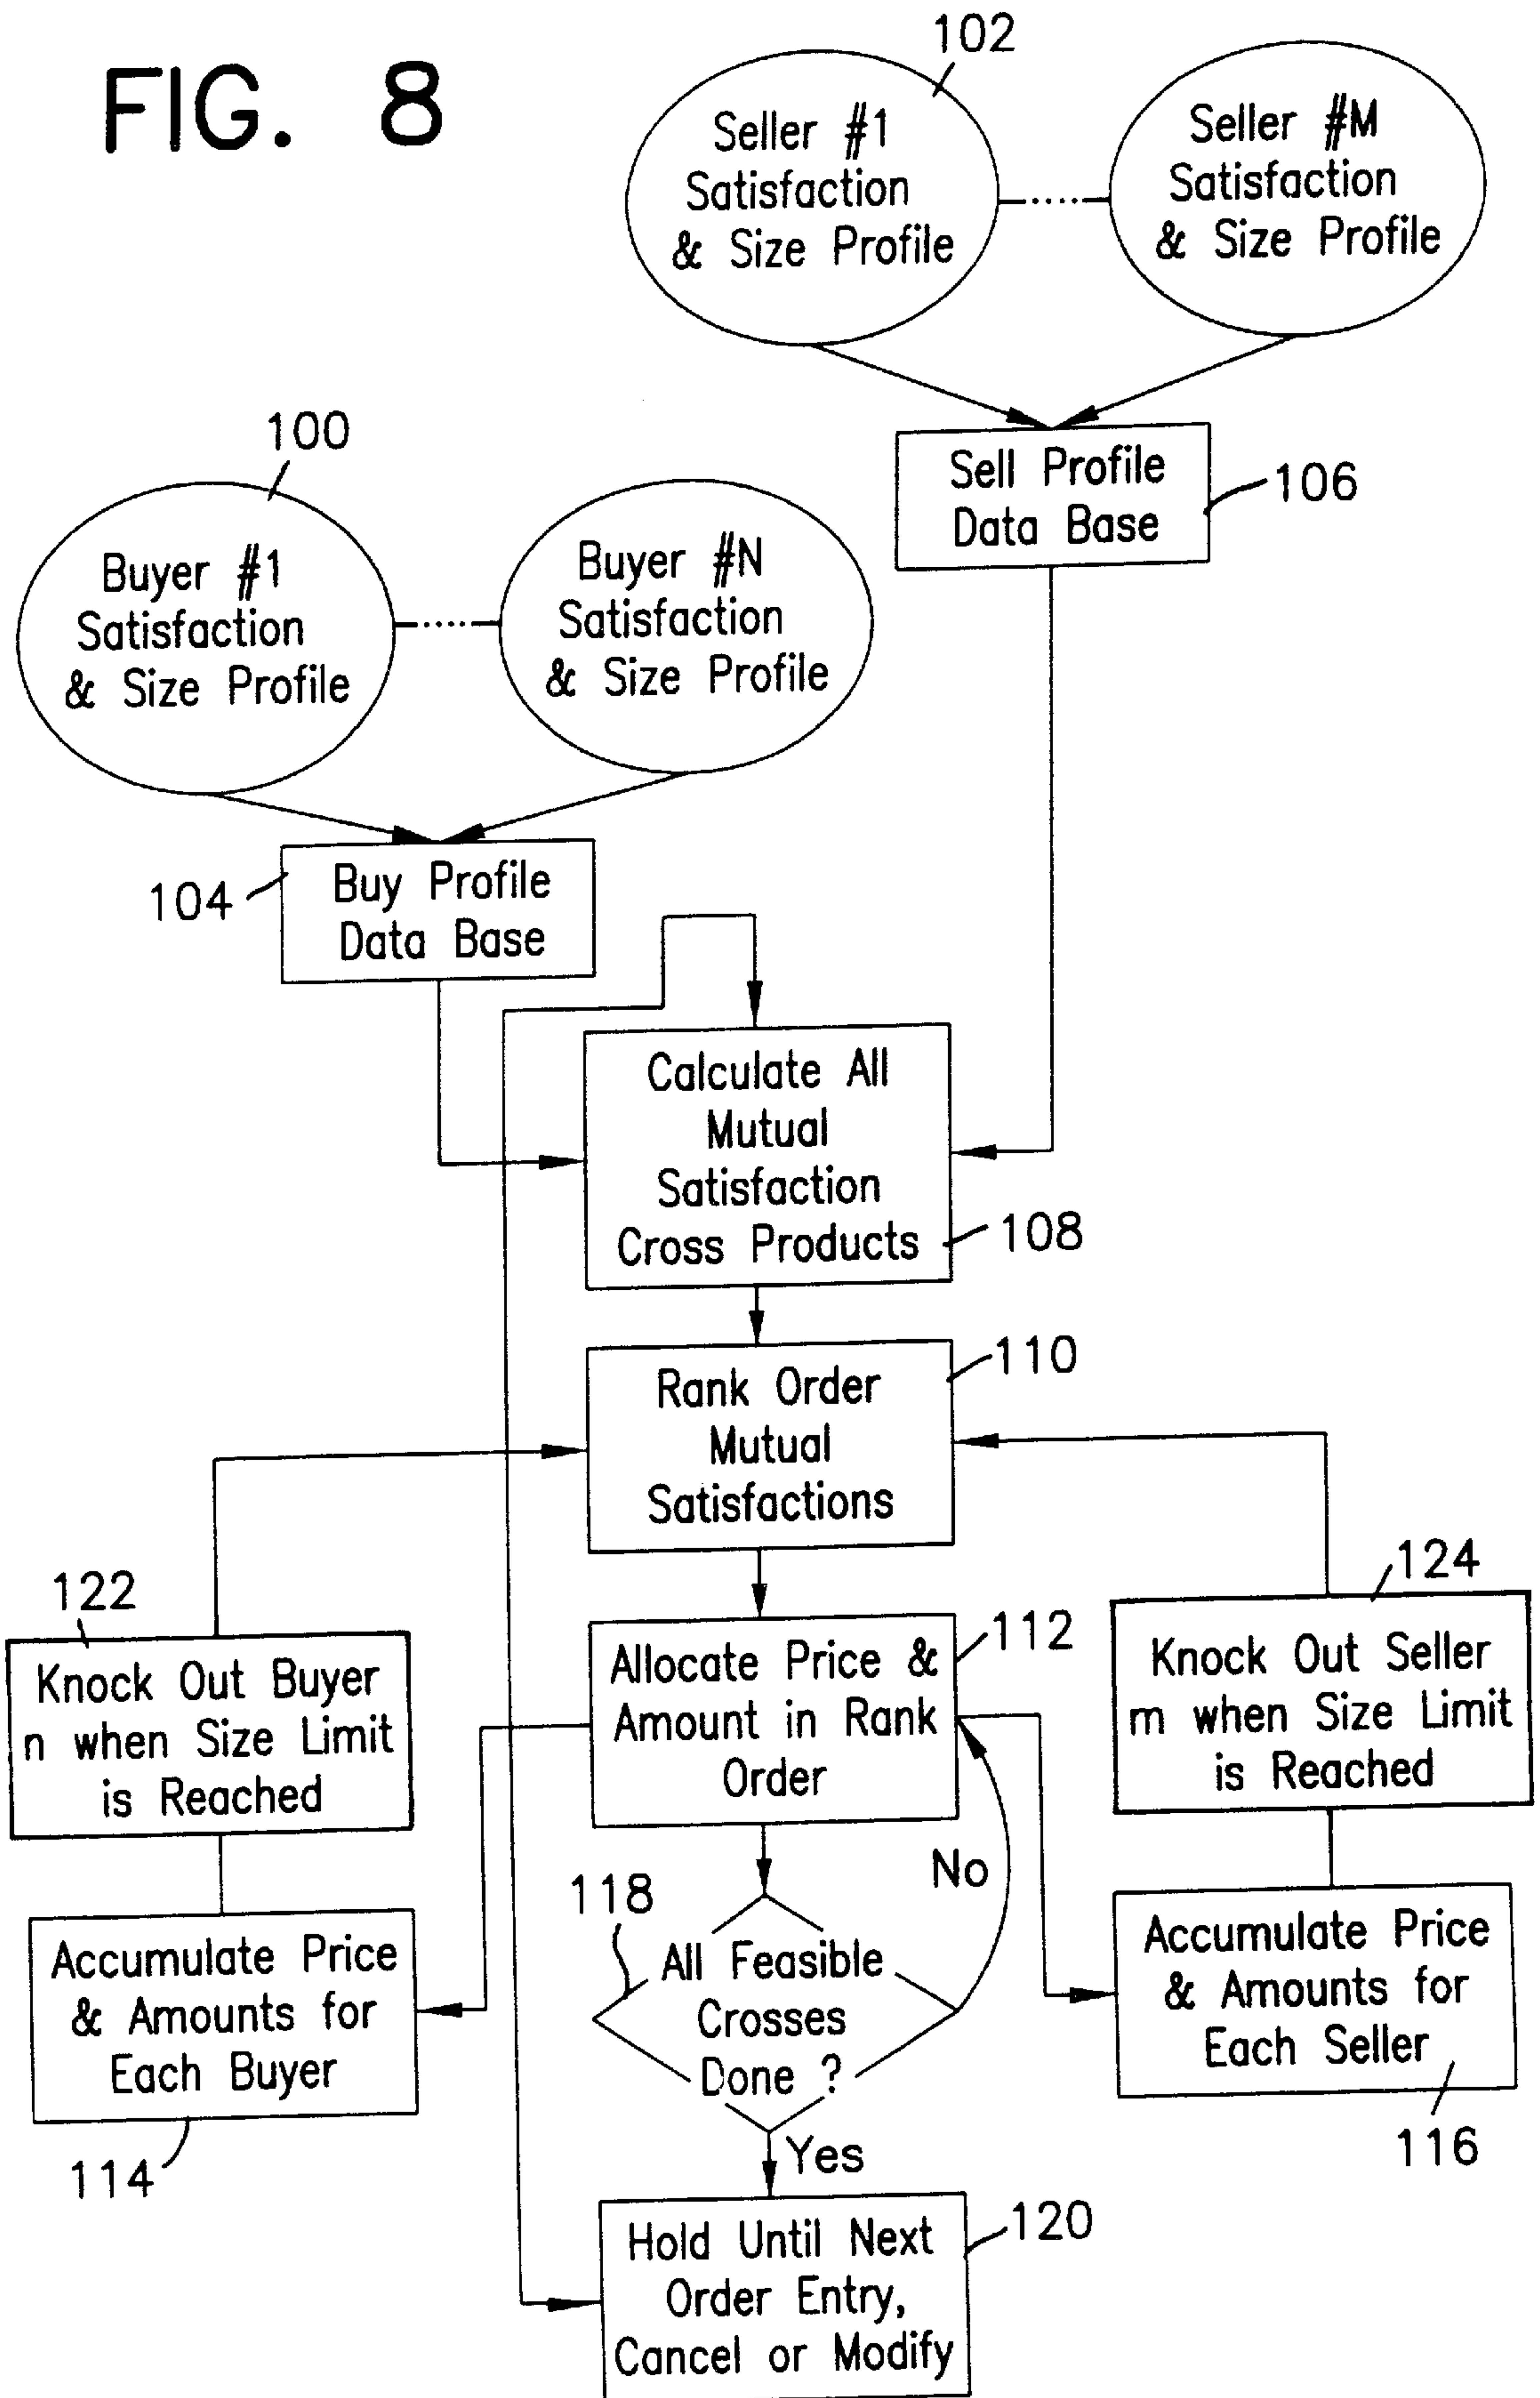 FIG. 8
102
Seller #1
Satisfaction
& Size Profile
Seller #M
Satisfaction
& Size Profile
100
Buyer #1
Satisfaction
& Size Profile
Buyer #N
Satisfaction
& Size Profile
Sell Profile
Data Base
106
104
Buy Profile
Data Base
Calculate All
Mutual
Satisfaction
Cross Products
108
Rank Order
Mutual
Satisfactions
110
122
Knock Out Buyer
n when Size Limit
is Reached
Allocate Price &
Amount in Rank
Order
112
124
Knock Out Seller
m when Size Limit
is Reached
Accumulate Price
& Amounts for
Each Buyer
114
118
All Feasible
Crosses
Done ?
No
Yes
Accumulate Price
& Amounts for
Each Seller
116
Hold Until Next
Order Entry,
Cancel or Modify
120